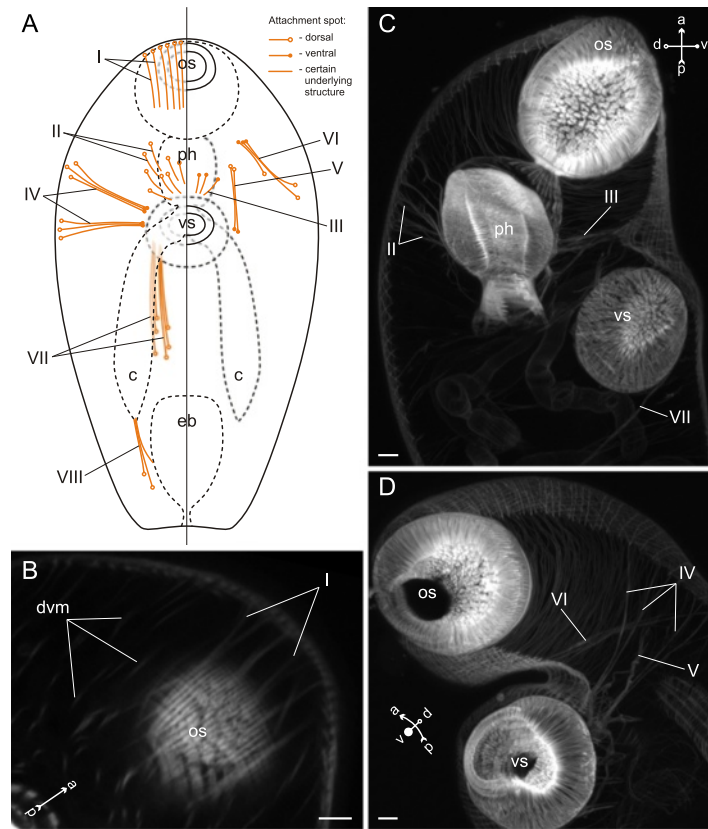 A
Attachment spot:
- dorsal
- ventral
- certain
underlying
structure
I
os
II
ph
VI
V
IV
III
vs
VII
c
c
eb
VIII
B
I
dvm
os
a
p
C
os
a
d
v
p
III
II
ph
vs
VII
D
os
IV
VI
V
a
d
v
p
vs